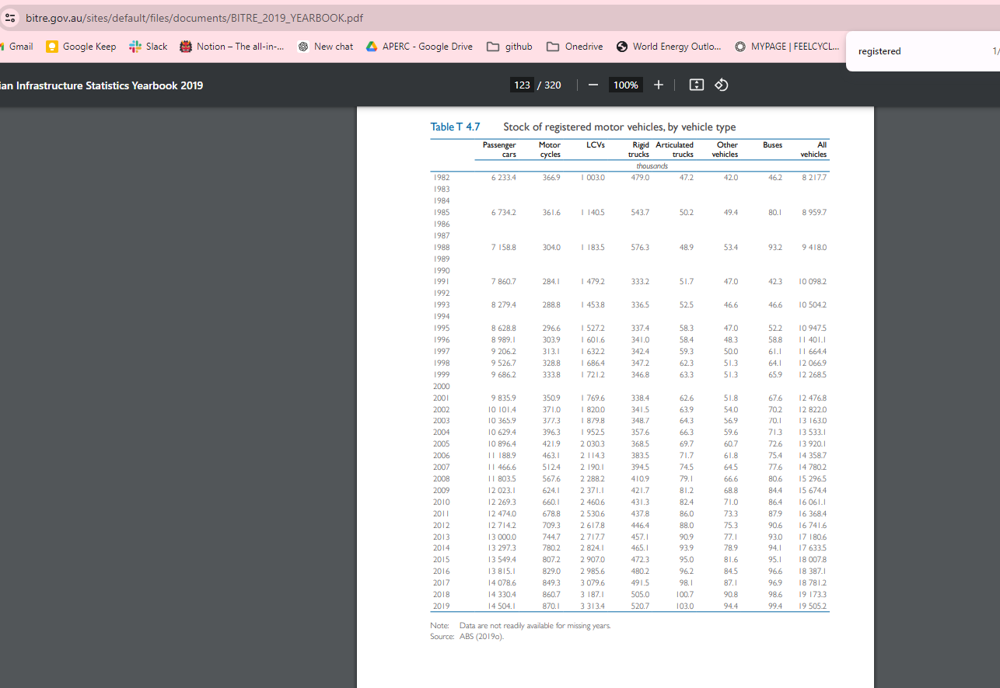 bitre.gov.au/sites/default/files/documents/BITRE_2019_YEARBOOK.pdf
Gmail Google Keep Slack Notion – The all-in-... New chat APERC - Google Drive github Onedrive World Energy Outlo... MYPAGE | FEELCYCL...
registered 1/
ian Infrastructure Statistics Yearbook 2019 123 / 320 100%
Table T 4.7 Stock of registered motor vehicles, by vehicle type
Passenger Motor LCVs Rigid Articulated Other Buses All
cars cycles trucks trucks vehicles vehicles
thousands
1982 6 233.4 366.9 1 003.0 479.0 47.2 42.0 46.2 8 217.7
1983
1984
1985 6 734.2 361.6 1 140.5 543.7 50.2 49.4 80.1 8 959.7
1986
1987
1988 7 158.8 304.0 1 183.5 576.3 48.9 53.4 93.2 9 418.0
1989
1990
1991 7 860.7 284.1 1 479.2 333.2 51.7 47.0 42.3 10 098.2
1992
1993 8 279.4 288.8 1 453.8 336.5 52.5 46.6 46.6 10 504.2
1994
1995 8 628.8 296.6 1 527.2 337.4 58.3 47.0 52.2 10 947.5
1996 8 989.1 303.9 1 601.6 341.0 58.4 48.3 58.8 11 401.1
1997 9 206.2 313.1 1 632.2 342.4 59.3 50.0 61.1 11 664.4
1998 9 526.7 328.8 1 686.4 347.2 62.3 51.3 64.1 12 066.9
1999 9 686.2 333.8 1 721.2 346.8 63.3 51.3 65.9 12 268.5
2000
2001 9 835.9 350.9 1 769.6 338.4 62.6 51.8 67.6 12 476.8
2002 10 101.4 371.0 1 820.0 341.5 63.9 54.0 70.2 12 822.0
2003 10 365.9 377.3 1 879.8 348.7 64.3 56.9 70.1 13 163.0
2004 10 629.4 396.3 1 952.5 357.6 66.3 59.6 71.3 13 533.1
2005 10 896.4 421.9 2 030.3 368.5 69.7 60.7 72.6 13 920.1
2006 11 188.9 463.1 2 114.3 383.5 71.7 61.8 75.4 14 358.7
2007 11 466.6 512.4 2 190.1 394.5 74.5 64.5 77.6 14 780.2
2008 11 803.5 567.6 2 288.2 410.9 79.1 66.6 80.6 15 296.5
2009 12 023.1 624.1 2 371.1 421.7 81.2 68.8 84.4 15 674.4
2010 12 269.3 660.1 2 460.6 431.3 82.4 71.0 86.4 16 061.1
2011 12 474.0 678.8 2 530.6 437.8 86.0 73.3 87.9 16 368.4
2012 12 714.2 709.3 2 617.8 446.4 88.0 75.3 90.6 16 741.6
2013 13 000.0 744.7 2 717.7 457.1 90.9 77.1 93.0 17 180.6
2014 13 297.3 780.2 2 824.1 465.1 93.9 78.9 94.1 17 633.5
2015 13 549.4 807.2 2 907.0 472.3 95.0 81.6 95.1 18 007.8
2016 13 815.1 829.0 2 985.6 480.2 96.2 84.5 96.6 18 387.1
2017 14 078.6 849.3 3 079.6 491.5 98.1 87.1 96.9 18 781.2
2018 14 330.4 860.7 3 187.1 505.0 100.7 90.8 98.6 19 173.3
2019 14 504.1 870.1 3 313.4 520.7 103.0 94.4 99.4 19 505.2
Note: Data are not readily available for missing years.
Source: ABS (2019o).